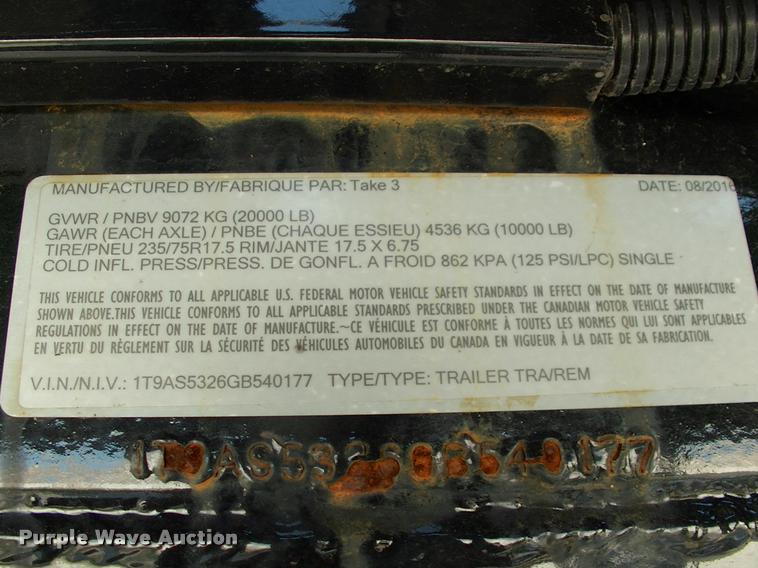 MANUFACTURED BY/FABRIQUE PAR: Take 3 DATE: 08/2016
GVWR / PNBV 9072 KG (20000 LB)
GAWR (EACH AXLE) / PNBE (CHAQUE ESSIEU) 4536 KG (10000 LB)
TIRE/PNEU 235/75R17.5 RIM/JANTE 17.5 X 6.75
COLD INFL. PRESS/PRESS. DE GONFL. A FROID 862 KPA (125 PSI/LPC) SINGLE
THIS VEHICLE CONFORMS TO ALL APPLICABLE U.S. FEDERAL MOTOR VEHICLE SAFETY STANDARDS IN EFFECT ON THE DATE OF MANUFACTURE
SHOWN ABOVE.THIS VEHICLE CONFORMS TO ALL APPLICABLE STANDARDS PRESCRIBED UNDER THE CANADIAN MOTOR VEHICLE SAFETY
REGULATIONS IN EFFECT ON THE DATE OF MANUFACTURE.~CE VÉHICULE EST CONFORME À TOUTES LES NORMES QUI LUI SONT APPLICABLES
EN VERTU DU RÈGLEMENT SUR LA SÉCURITÉ DES VÉHICULES AUTOMOBILES DU CANADA EN VIGUEUR À LA DATE DE SA FABRICATION.
V.I.N./N.I.V.: 1T9AS5326GB540177 TYPE/TYPE: TRAILER TRA/REM
1T9AS5326GB540177
Purple Wave Auction